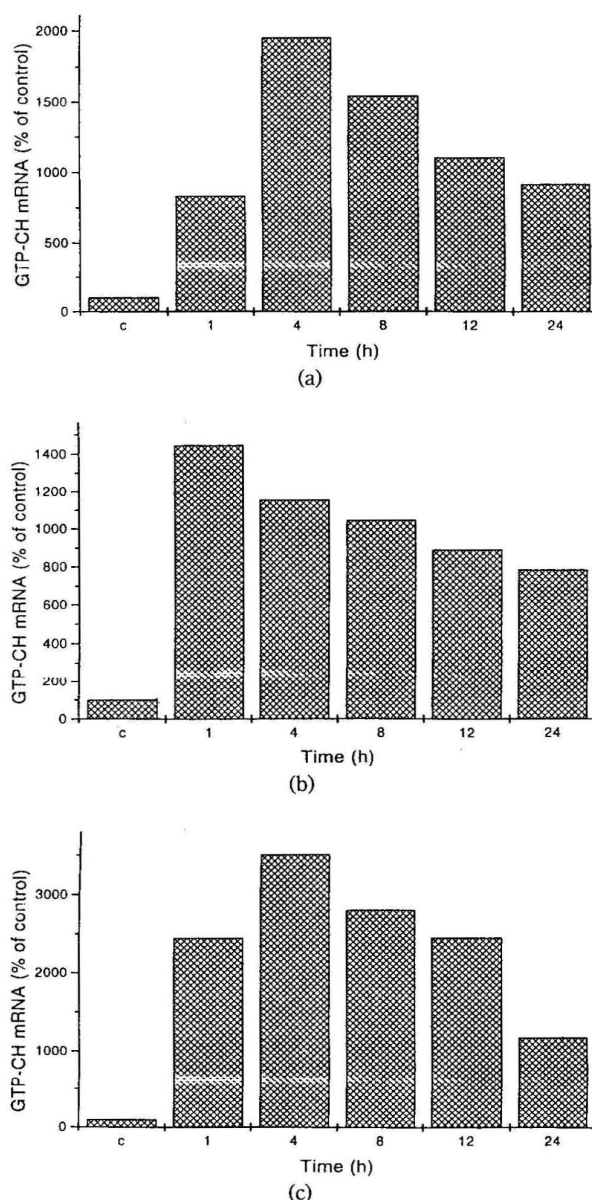 2000
1500
1000
500
0
GTP-CH mRNA (% of control)
c 1 4 8 12 24
Time (h)
(a)
1400
1200
1000
800
600
400
200
0
GTP-CH mRNA (% of control)
c 1 4 8 12 24
Time (h)
(b)
3000
2000
1000
0
GTP-CH mRNA (% of control)
c 1 4 8 12 24
Time (h)
(c)